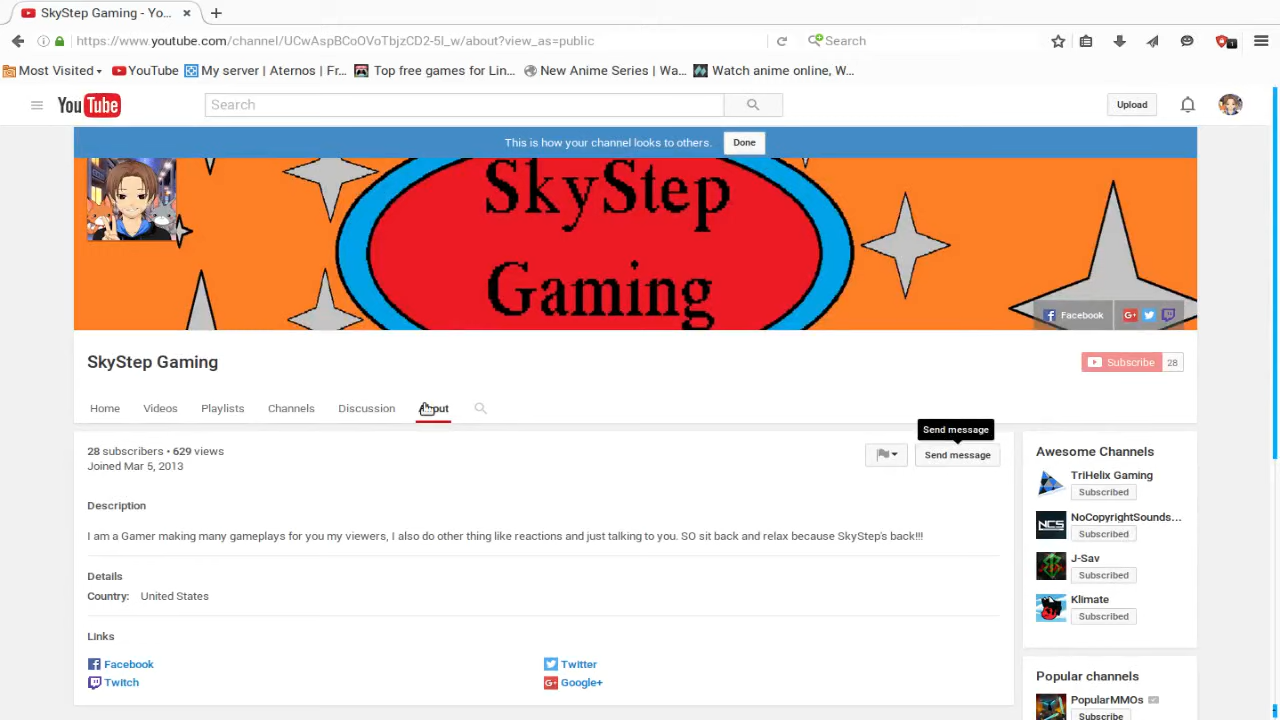 SkyStep Gaming - Yo...
https://www.youtube.com/channel/UCwAspBCoOVoTbjzCD2-5I_w/about?view_as=public
Search
Most Visited
YouTube
My server | Aternos | Fr...
Top free games for Lin...
New Anime Series | Wa...
Watch anime online, W...
YouTube
Search
Upload
This is how your channel looks to others.
Done
SkyStep
Gaming
Facebook
SkyStep Gaming
Subscribe
28
Home
Videos
Playlists
Channels
Discussion
About
Send message
28 subscribers • 629 views
Send message
Joined Mar 5, 2013
Description
I am a Gamer making many gameplays for you my viewers, I also do other thing like reactions and just talking to you. SO sit back and relax because SkyStep's back!!!
Details
Country: United States
Links
Facebook
Twitter
Twitch
Google+
Awesome Channels
TriHelix Gaming
Subscribed
NCS
NoCopyrightSounds...
Subscribed
J-Sav
Subscribed
Klimate
Subscribed
Popular channels
PopularMMOs
Subscribe